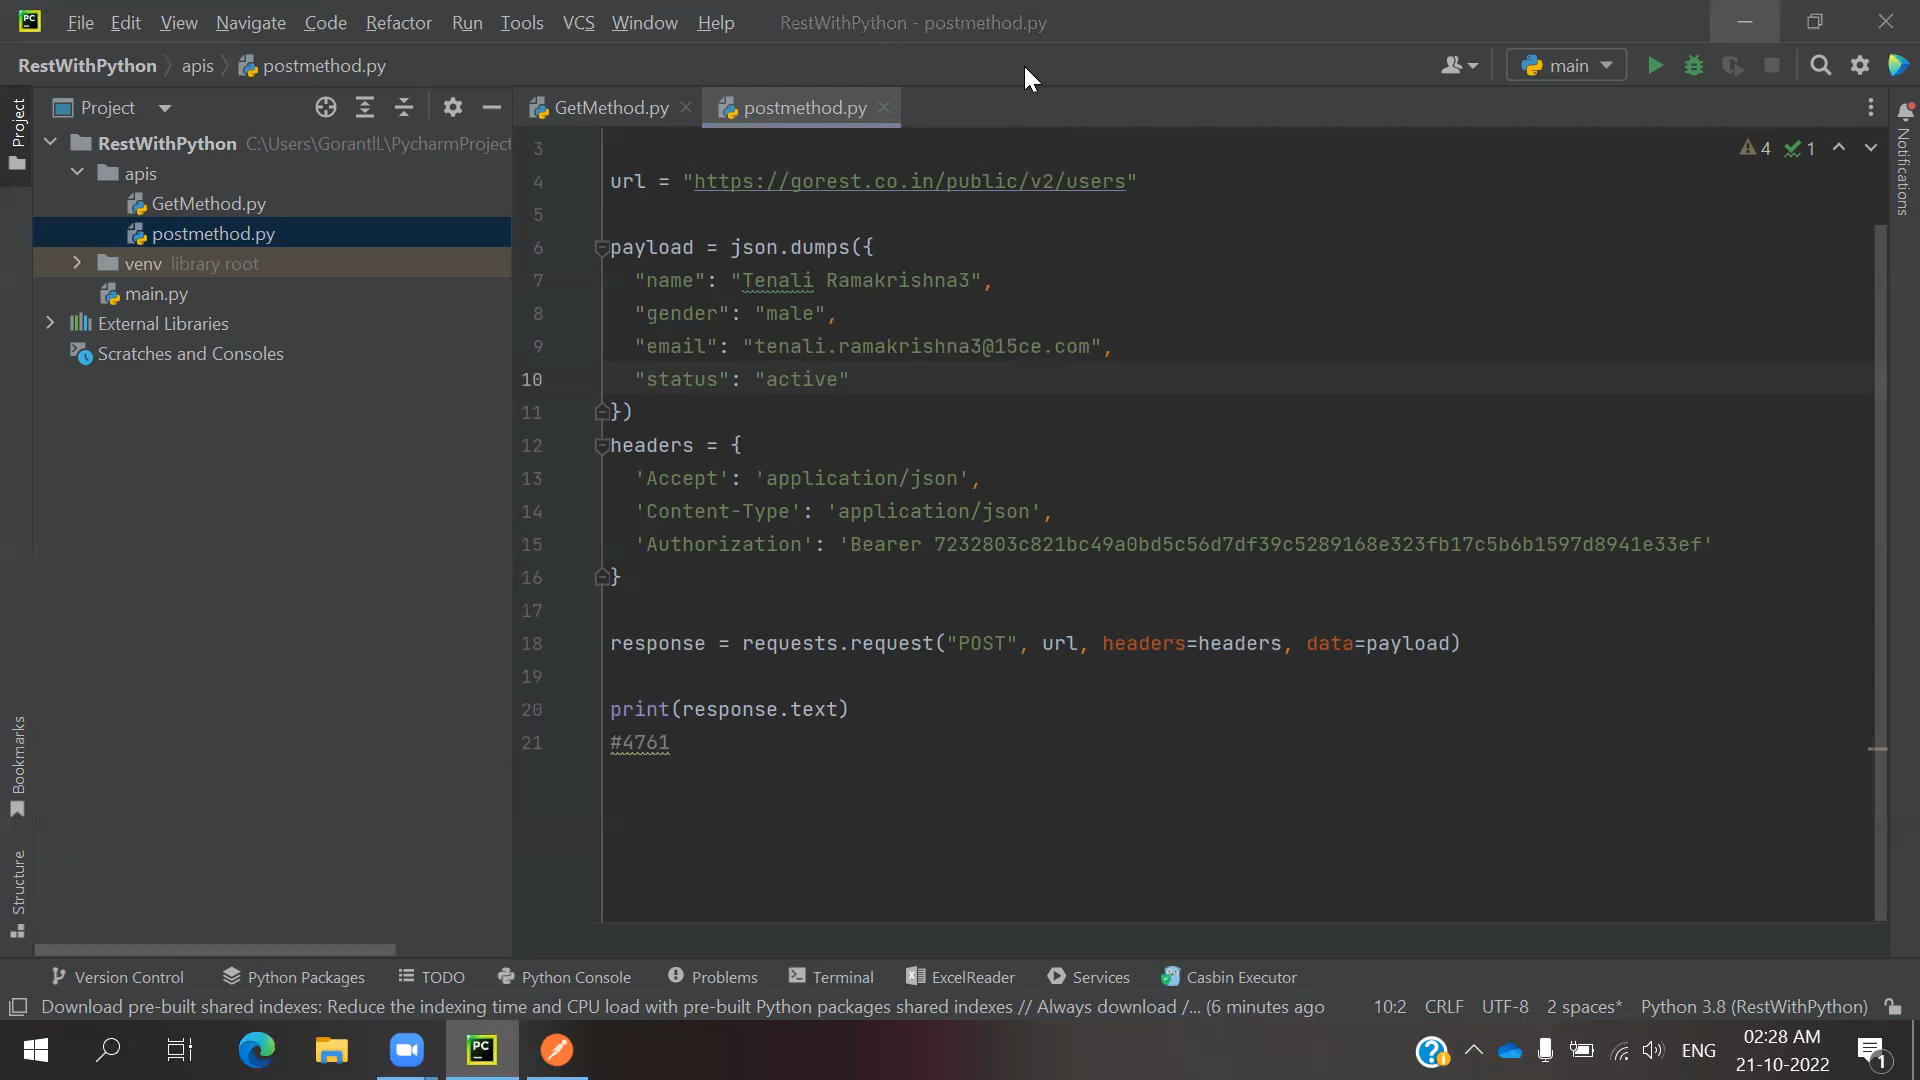 PC File Edit View Navigate Code Refactor Run Tools VCS Window Help RestWithPython - postmethod.py
RestWithPython apis postmethod.py main
Project Project GetMethod.py postmethod.py
RestWithPython C:\Users\GorantlL\PycharmProject
apis
GetMethod.py
postmethod.py
venv library root
main.py
External Libraries
Scratches and Consoles
Bookmarks
Structure
4 1
Notifications
3
4 url = "https://gorest.co.in/public/v2/users"
5
6 payload = json.dumps({
7 "name": "Tenali Ramakrishna3",
8 "gender": "male",
9 "email": "tenali.ramakrishna3@15ce.com",
10 "status": "active"
11 })
12 headers = {
13 'Accept': 'application/json',
14 'Content-Type': 'application/json',
15 'Authorization': 'Bearer 7232803c821bc49a0bd5c56d7df39c5289168e323fb17c5b6b1597d8941e33ef'
16 }
17
18 response = requests.request("POST", url, headers=headers, data=payload)
19
20 print(response.text)
21 #4761
Version Control Python Packages TODO Python Console Problems Terminal ExcelReader Services Casbin Executor
Download pre-built shared indexes: Reduce the indexing time and CPU load with pre-built Python packages shared indexes // Always download /... (6 minutes ago 10:2 CRLF UTF-8 2 spaces* Python 3.8 (RestWithPython)
PC ENG 02:28 AM
21-10-2022 1